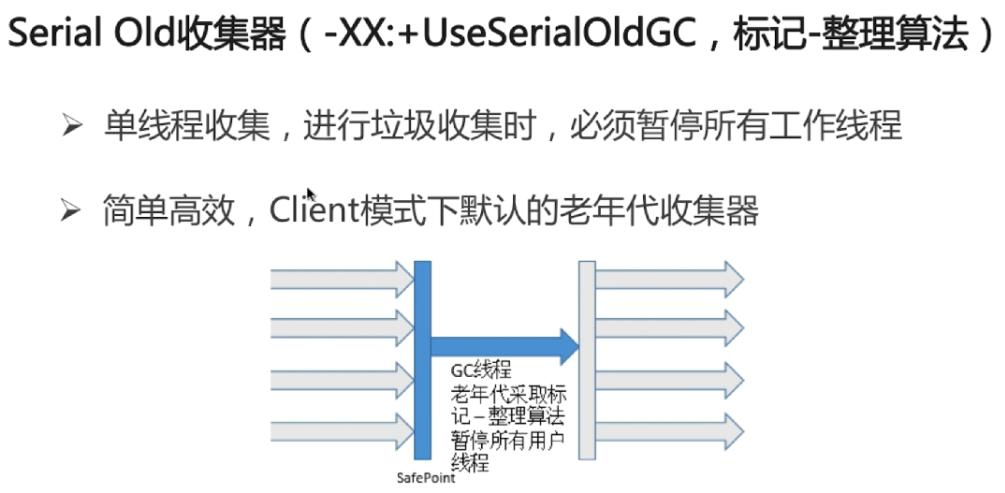 Serial Old收集器（-XX:+UseSerialOldGC，标记-整理算法）
单线程收集，进行垃圾收集时，必须暂停所有工作线程
简单高效，Client模式下默认的老年代收集器
GC线程
老年代采取标
记－整理算法
暂停所有用户
线程
SafePoint